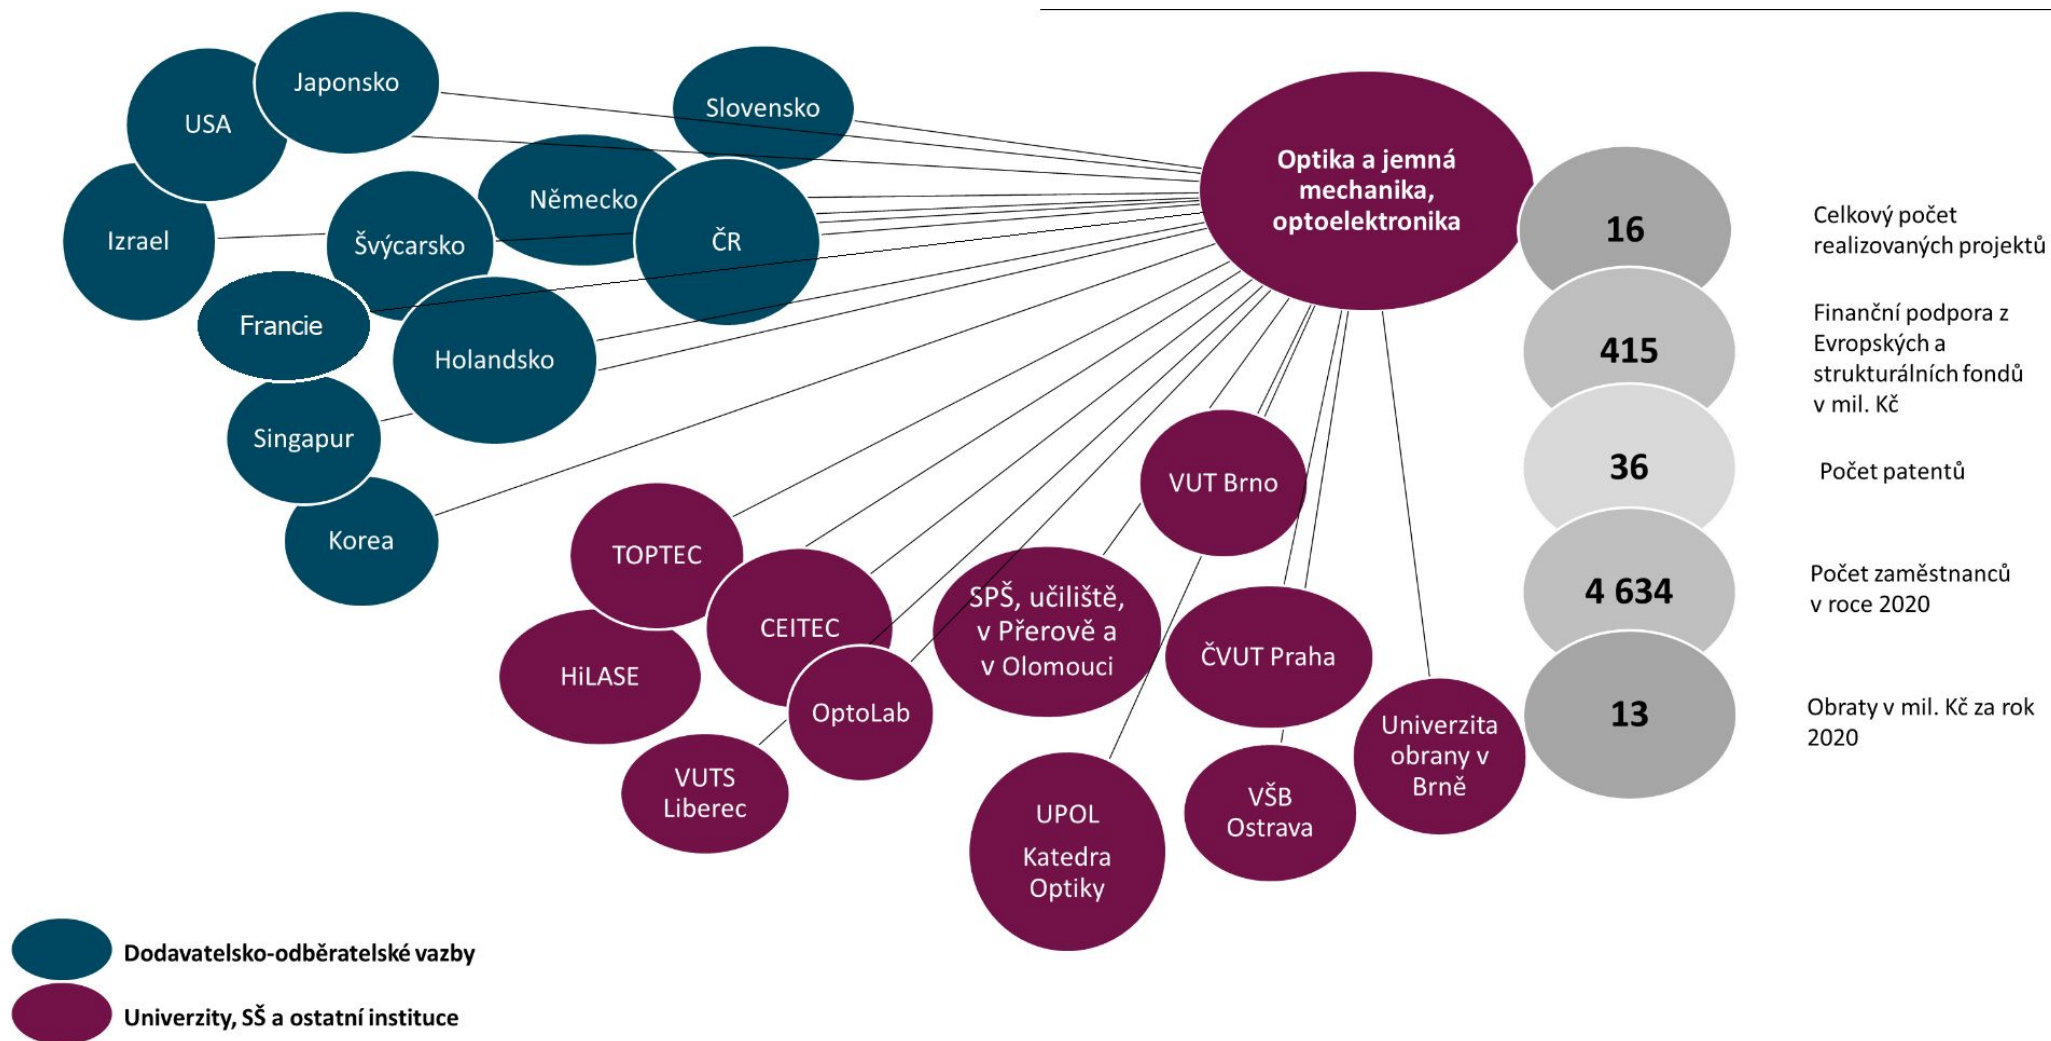 Japonsko
USA
Slovensko
Německo
Izrael
Švýcarsko
ČR
Francie
Holandsko
Singapur
Korea
Optika a jemná
mechanika,
optoelektronika
16
Celkový počet
realizovaných projektů
415
Finanční podpora z
Evropských a
strukturálních fondů
v mil. Kč
36
Počet patentů
4 634
Počet zaměstnanců
v roce 2020
13
Obraty v mil. Kč za rok
2020
VUT Brno
TOPTEC
CEITEC
SPŠ, učiliště,
v Přerově a
v Olomouci
ČVUT Praha
HiLASE
OptoLab
Univerzita
obrany v
Brně
VUTS
Liberec
UPOL
Katedra
Optiky
VŠB
Ostrava
Dodavatelsko-odběratelské vazby
Univerzity, SŠ a ostatní instituce